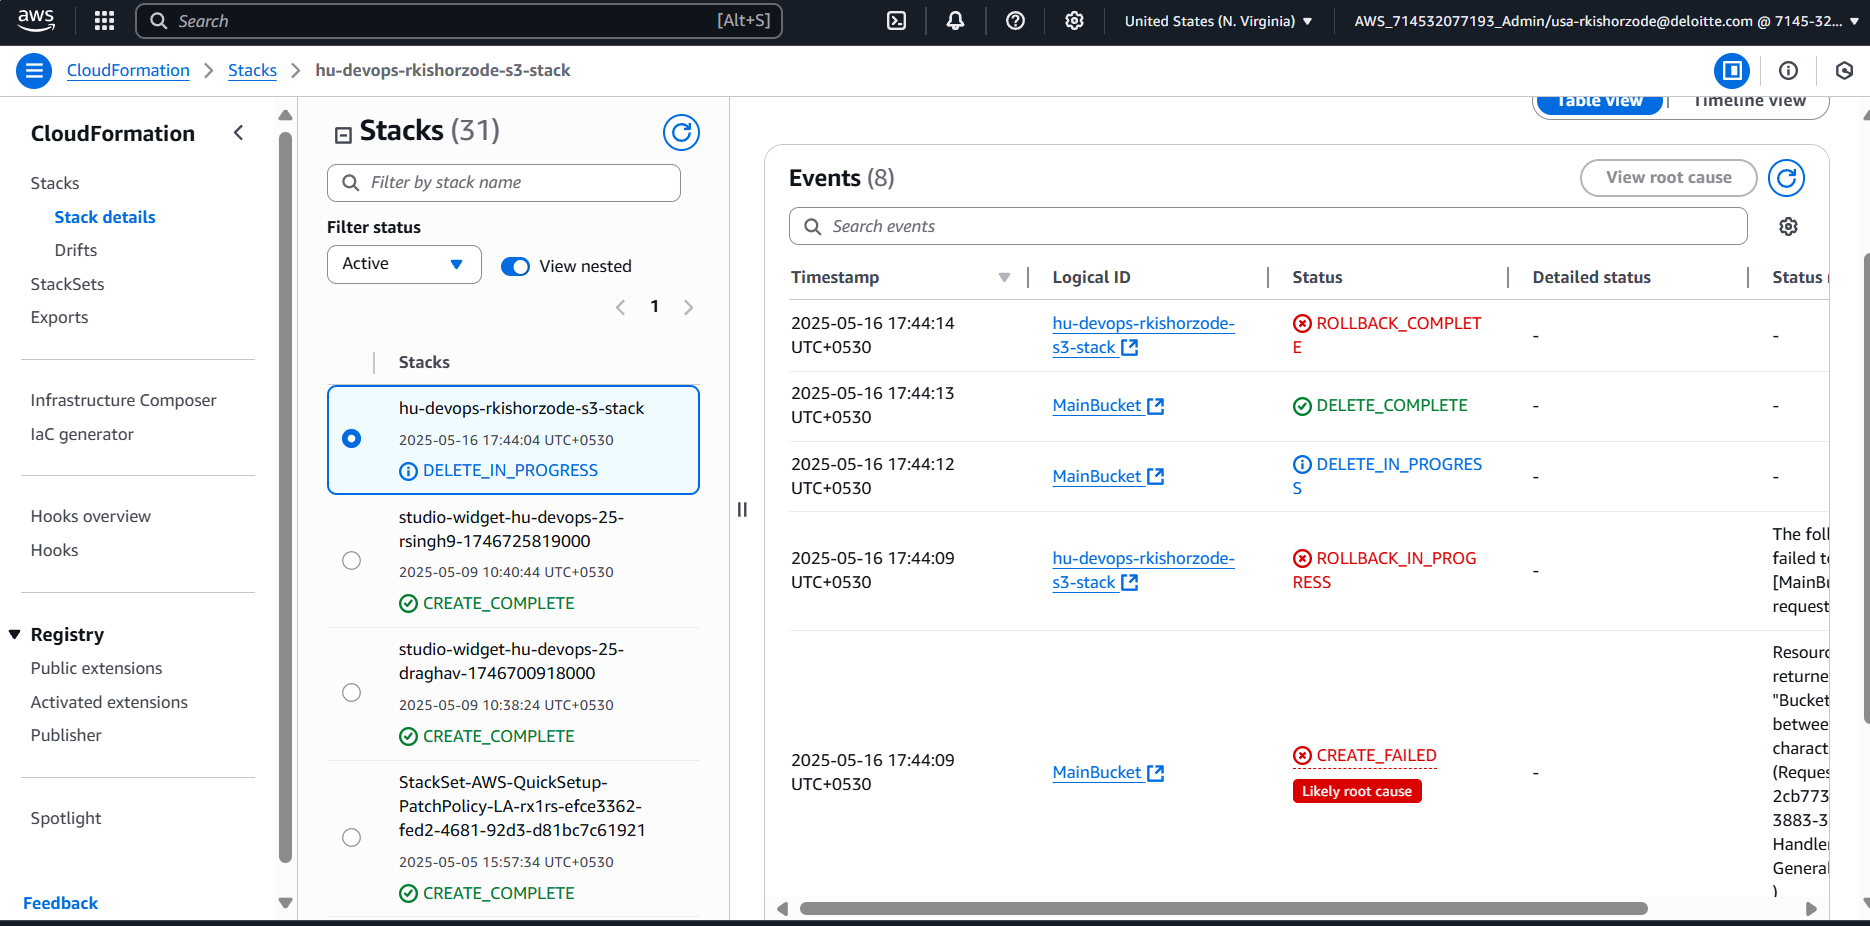 aws
Search [Alt+S]
United States (N. Virginia)
AWS_714532077193_Admin/usa-rkishorzode@deloitte.com @ 7145-32...
CloudFormation
Stacks
hu-devops-rkishorzode-s3-stack
CloudFormation
Stacks
Stack details
Drifts
StackSets
Exports
Infrastructure Composer
IaC generator
Hooks overview
Hooks
Registry
Public extensions
Activated extensions
Publisher
Spotlight
Feedback
Stacks (31)
Filter by stack name
Filter status
Active
View nested
1
Stacks
hu-devops-rkishorzode-s3-stack
2025-05-16 17:44:04 UTC+0530
DELETE_IN_PROGRESS
studio-widget-hu-devops-25-
rsingh9-1746725819000
2025-05-09 10:40:44 UTC+0530
CREATE_COMPLETE
studio-widget-hu-devops-25-
draghav-1746700918000
2025-05-09 10:38:24 UTC+0530
CREATE_COMPLETE
StackSet-AWS-QuickSetup-
PatchPolicy-LA-rx1rs-efce3362-
fed2-4681-92d3-d81bc7c61921
2025-05-05 15:57:34 UTC+0530
CREATE_COMPLETE
Table view
Timeline view
Events (8)
View root cause
Search events
Timestamp Logical ID Status Detailed status Status
2025-05-16 17:44:14
UTC+0530
hu-devops-rkishorzode-
s3-stack
ROLLBACK_COMPLET
E
-
-
2025-05-16 17:44:13
UTC+0530
MainBucket
DELETE_COMPLETE
-
-
2025-05-16 17:44:12
UTC+0530
MainBucket
DELETE_IN_PROGRES
S
-
-
2025-05-16 17:44:09
UTC+0530
hu-devops-rkishorzode-
s3-stack
ROLLBACK_IN_PROG
RESS
-
The foll
failed to
[MainBu
request
2025-05-16 17:44:09
UTC+0530
MainBucket
CREATE_FAILED
Likely root cause
-
Resourc
returne
"Bucket
betwee
charact
(Reques
2cb773
3883-3
Handler
General
)